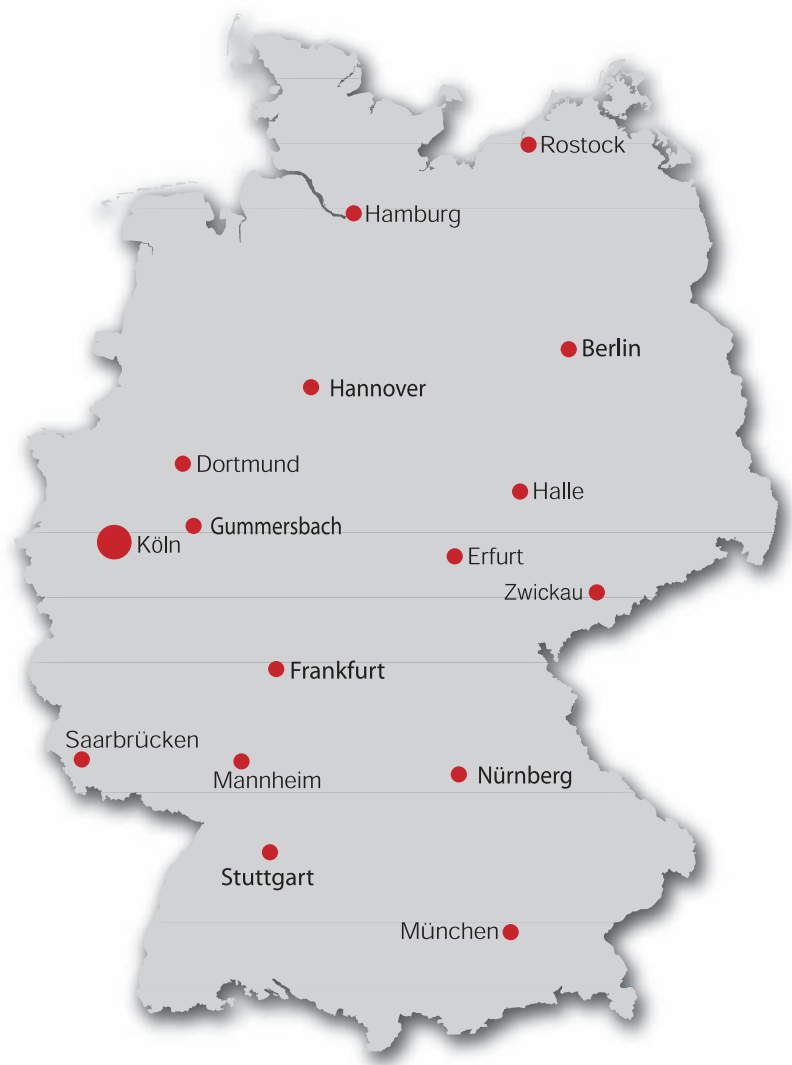 Rostock
Hamburg
Berlin
Hannover
Dortmund
Halle
Gummersbach
Köln
Erfurt
Zwickau
Frankfurt
Saarbrücken
Mannheim
Nürnberg
Stuttgart
München